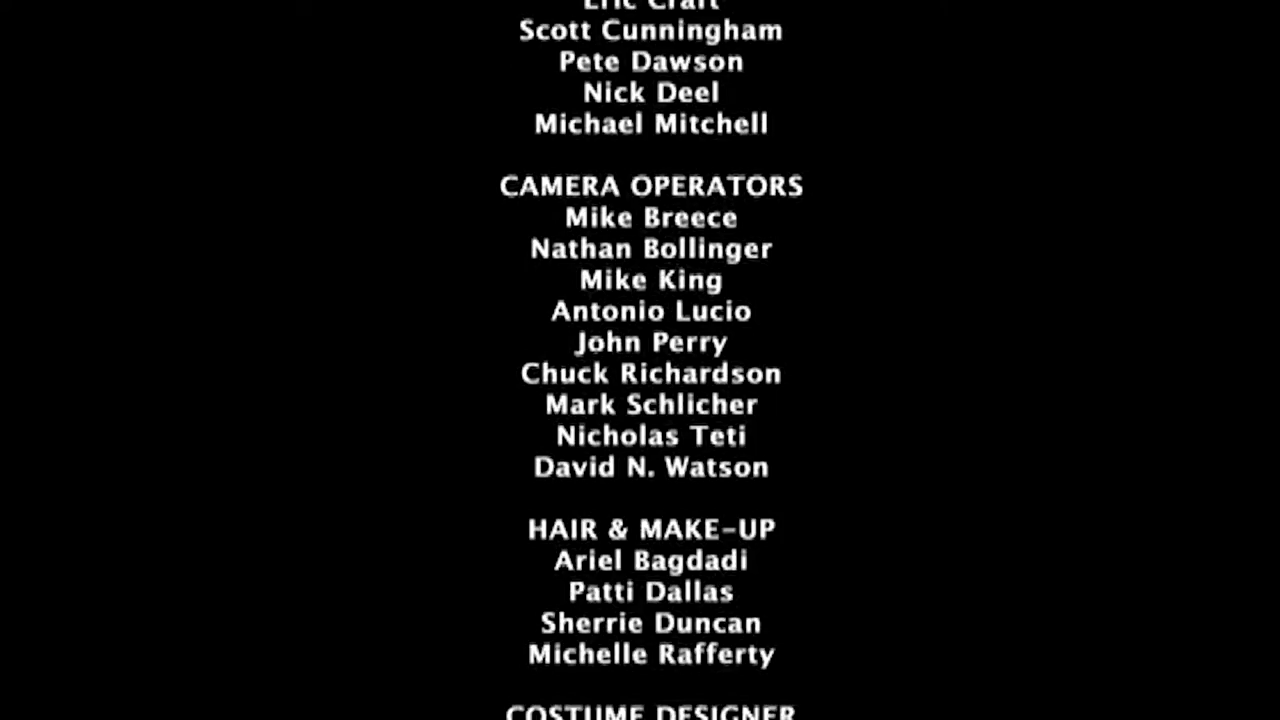 Eric Craft
Scott Cunningham
Pete Dawson
Nick Deel
Michael Mitchell
CAMERA OPERATORS
Mike Breece
Nathan Bollinger
Mike King
Antonio Lucio
John Perry
Chuck Richardson
Mark Schlicher
Nicholas Teti
David N. Watson
HAIR & MAKE-UP
Ariel Bagdadi
Patti Dallas
Sherrie Duncan
Michelle Rafferty
COSTUME DESIGNER